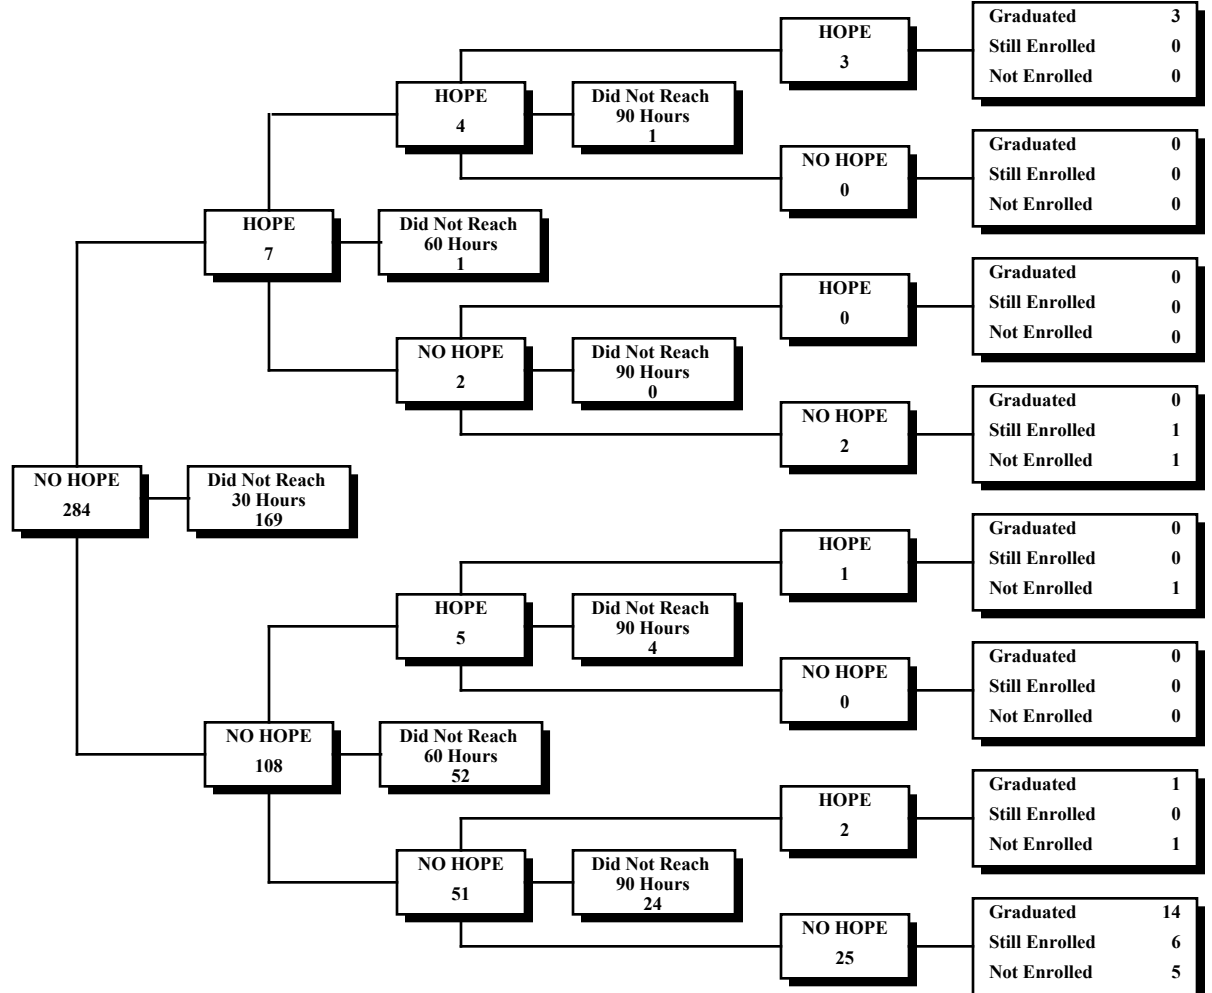 HOPE
3
Graduated 3
Still Enrolled 0
Not Enrolled 0
HOPE
4
Did Not Reach
90 Hours
1
NO HOPE
0
Graduated 0
Still Enrolled 0
Not Enrolled 0
HOPE
7
Did Not Reach
60 Hours
1
HOPE
0
Graduated 0
Still Enrolled 0
Not Enrolled 0
NO HOPE
2
Did Not Reach
90 Hours
0
NO HOPE
2
Graduated 0
Still Enrolled 1
Not Enrolled 1
NO HOPE
284
Did Not Reach
30 Hours
169
HOPE
1
Graduated 0
Still Enrolled 0
Not Enrolled 1
HOPE
5
Did Not Reach
90 Hours
4
NO HOPE
0
Graduated 0
Still Enrolled 0
Not Enrolled 0
NO HOPE
108
Did Not Reach
60 Hours
52
HOPE
2
Graduated 1
Still Enrolled 0
Not Enrolled 1
NO HOPE
51
Did Not Reach
90 Hours
24
NO HOPE
25
Graduated 14
Still Enrolled 6
Not Enrolled 5